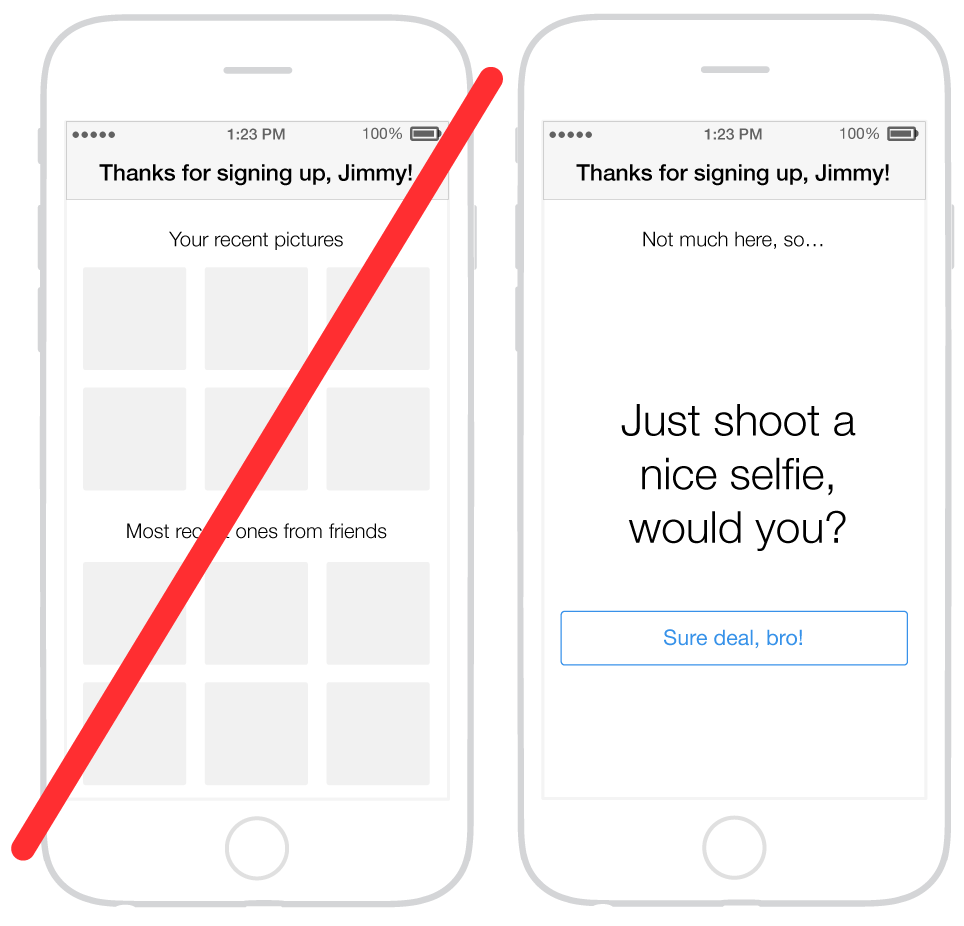 1:23 PM 100%
Thanks for signing up, Jimmy!
Your recent pictures
Most recent ones from friends
1:23 PM 100%
Thanks for signing up, Jimmy!
Not much here, so...
Just shoot a
nice selfie,
would you?
Sure deal, bro!